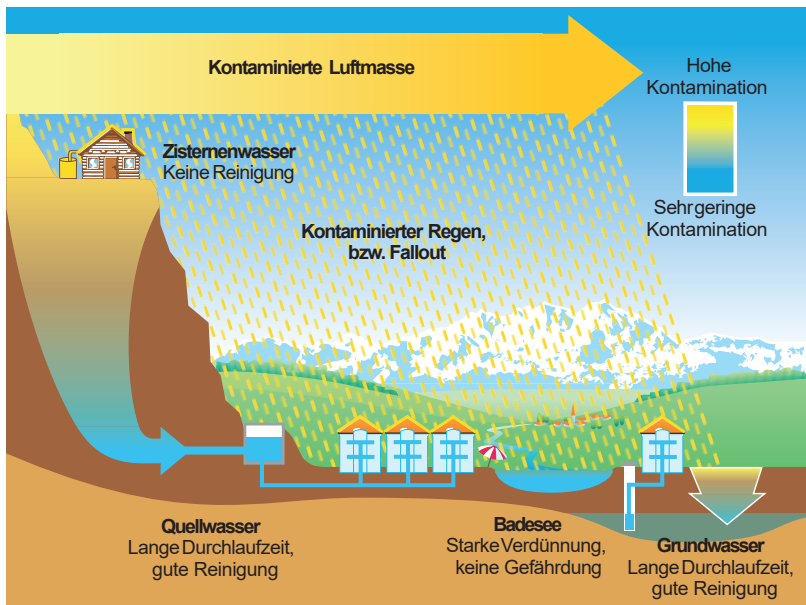 Kontaminierte Luftmasse
Hohe
Kontamination
Sehr geringe
Kontamination
Zisternenwasser
Keine Reinigung
Kontaminierter Regen,
bzw. Fallout
Quellwasser
Lange Durchlaufzeit,
gute Reinigung
Badesee
Starke Verdünnung,
keine Gefährdung
Grundwasser
Lange Durchlaufzeit,
gute Reinigung